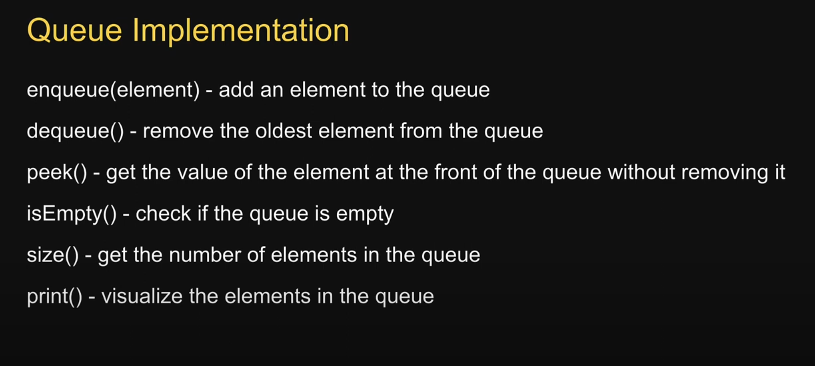 Queue Implementation
enqueue(element) - add an element to the queue
dequeue() - remove the oldest element from the queue
peek() - get the value of the element at the front of the queue without removing it
isEmpty() - check if the queue is empty
size() - get the number of elements in the queue
print() - visualize the elements in the queue